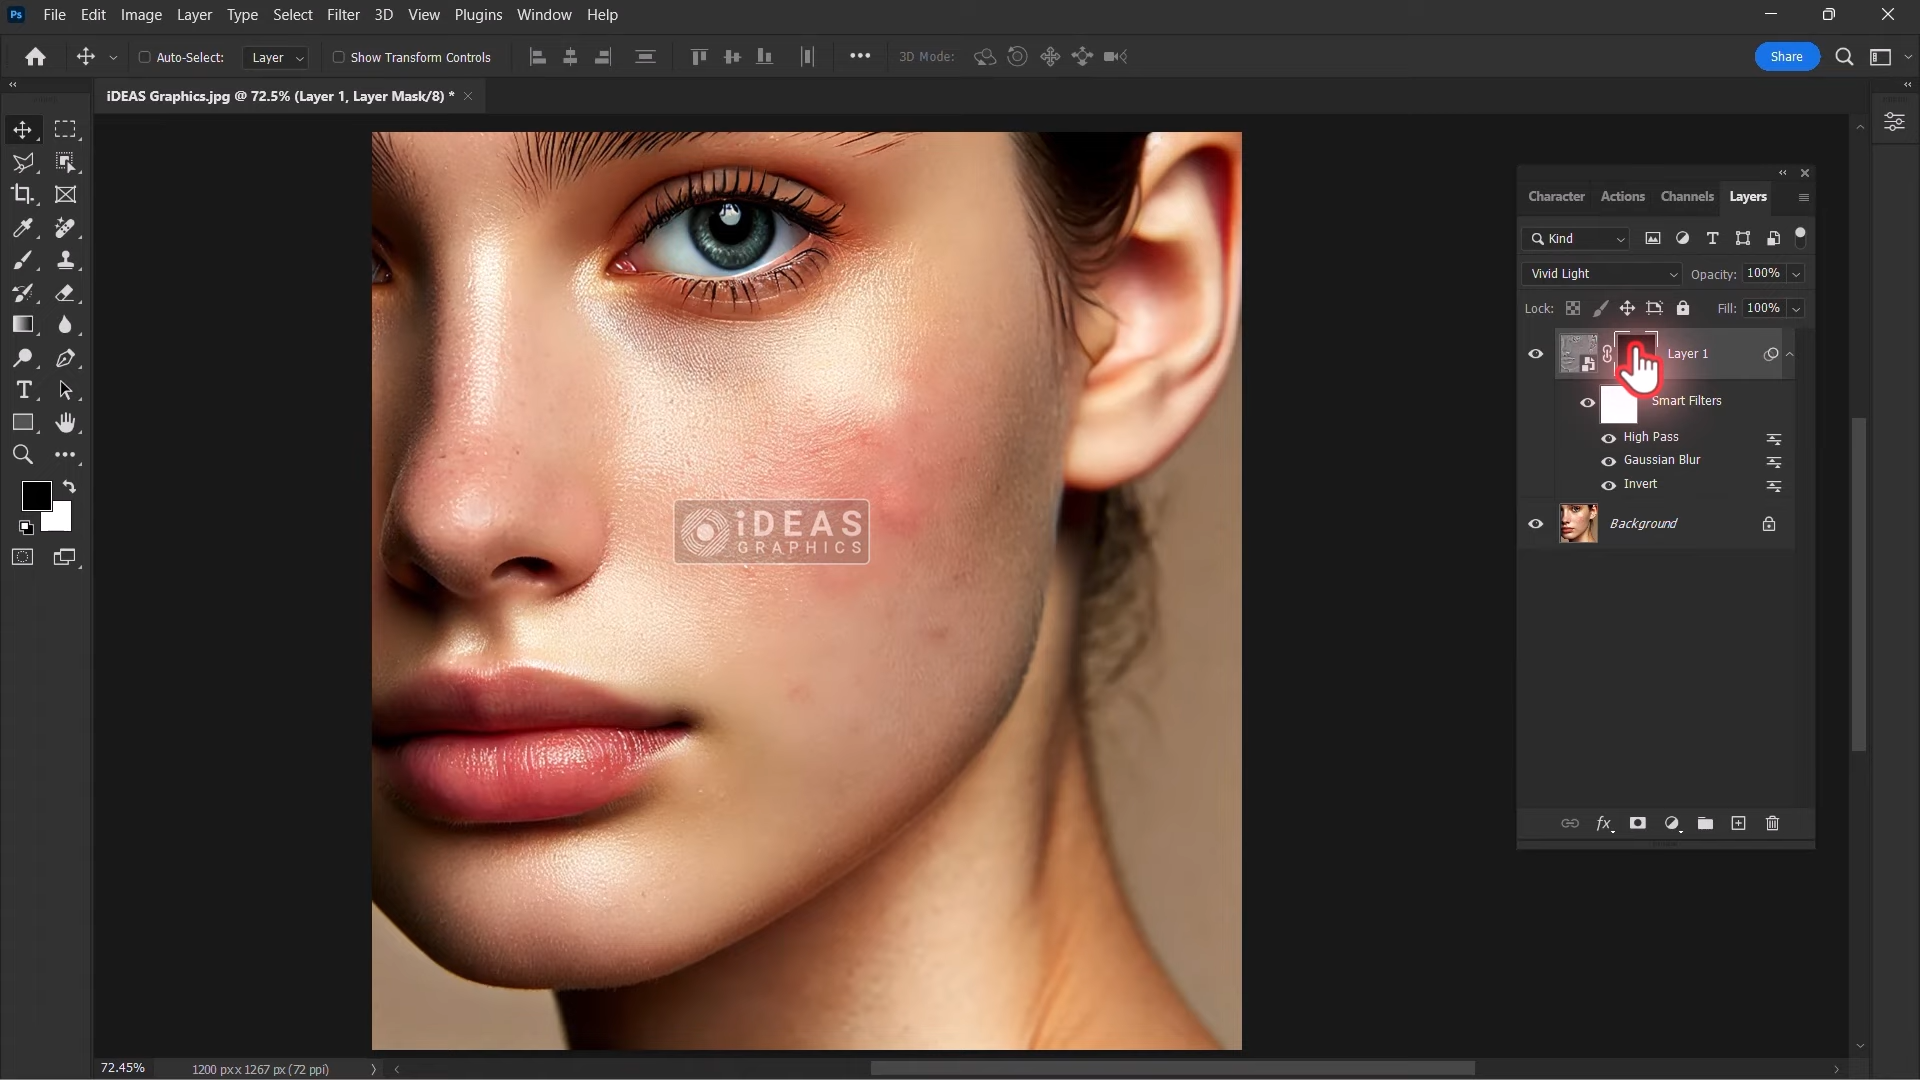 Ps File Edit Image Layer Type Select Filter 3D View Plugins Window Help
Auto-Select: Layer Show Transform Controls 3D Mode: Share
iDEAS Graphics.jpg @ 72.5% (Layer 1, Layer Mask/8) *
Character Actions Channels Layers
Kind
Vivid Light Opacity: 100%
Lock: Fill: 100%
Layer 1
Smart Filters
High Pass
Gaussian Blur
Invert
Background
iDEAS
GRAPHICS
fx
72.45% 1200 px x 1267 px (72 ppi)